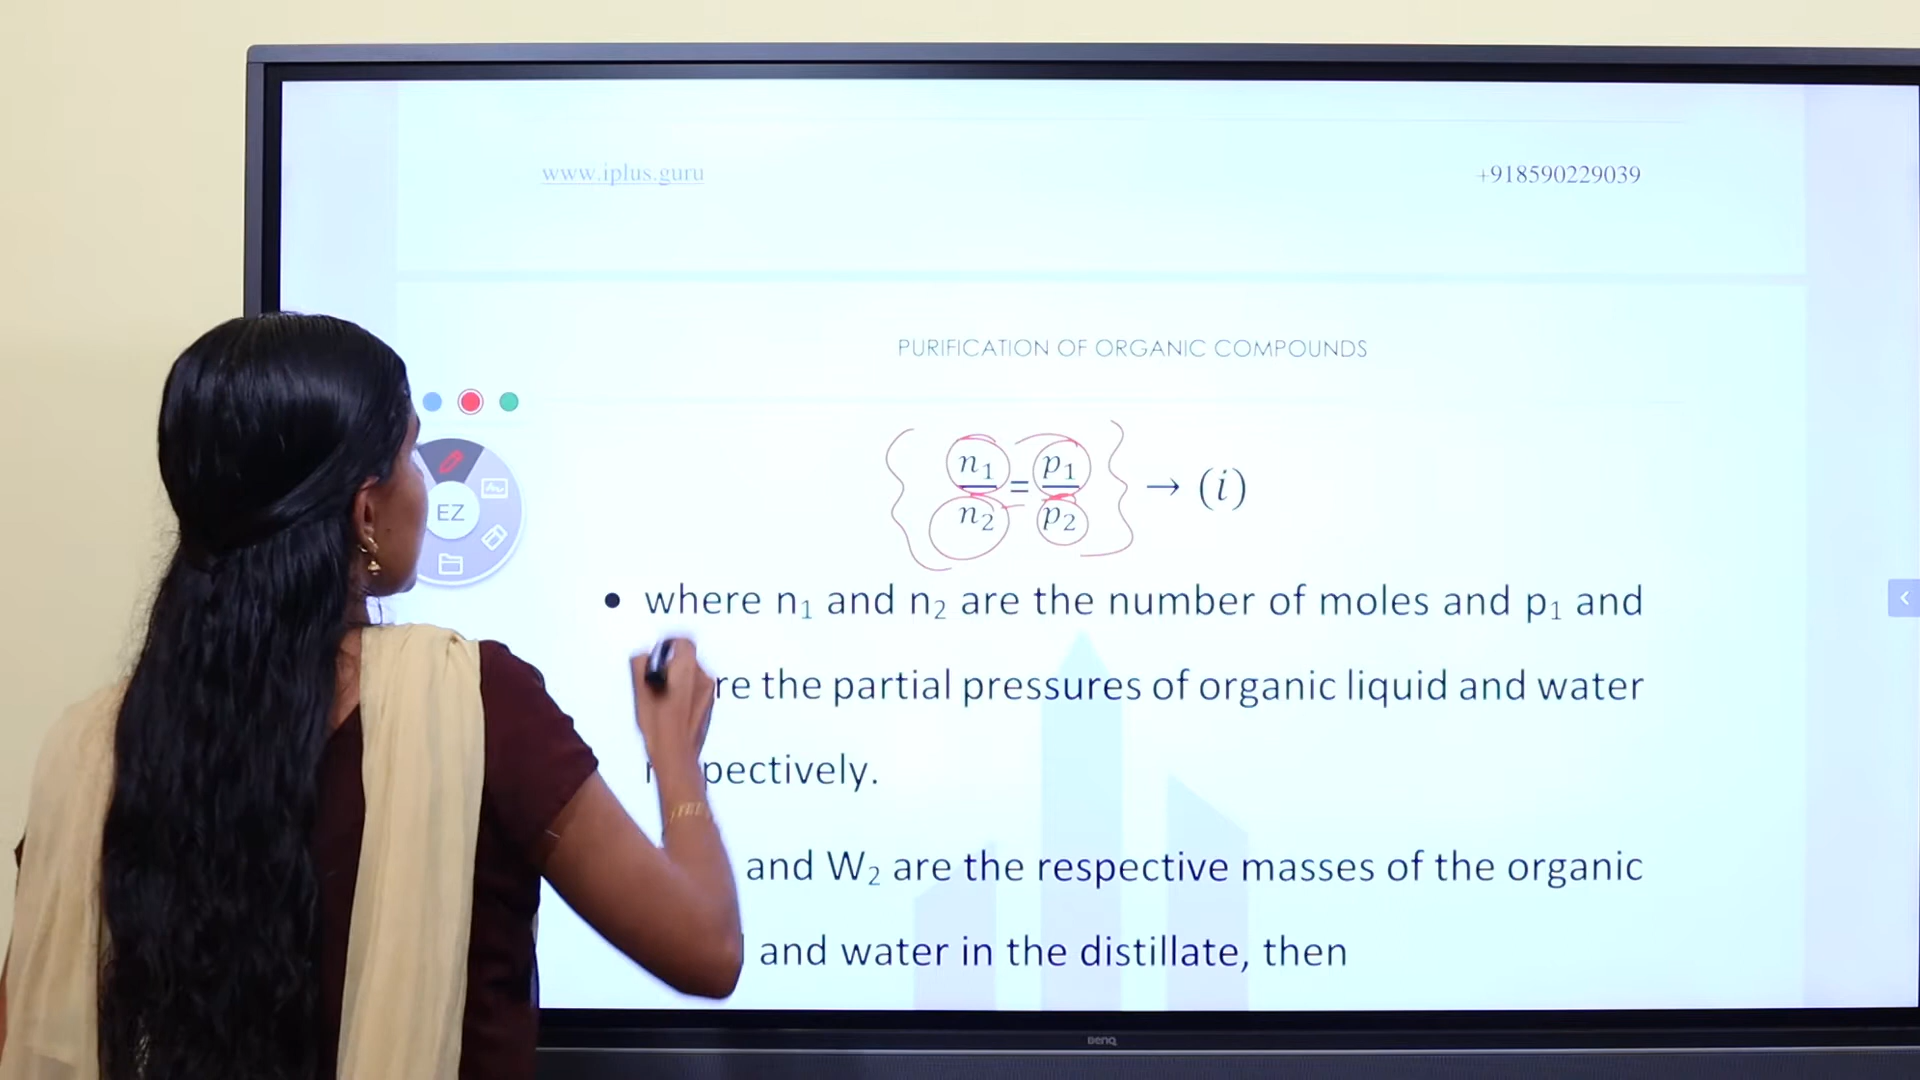 www.iplus.guru +918590229039
PURIFICATION OF ORGANIC COMPOUNDS
EZ
n₁/n₂ = p₁/p₂ → (i)
• where n₁ and n₂ are the number of moles and p₁ and
the partial pressures of organic liquid and water
and W₂ are the respective masses of the organic
and water in the distillate, then
BenQ